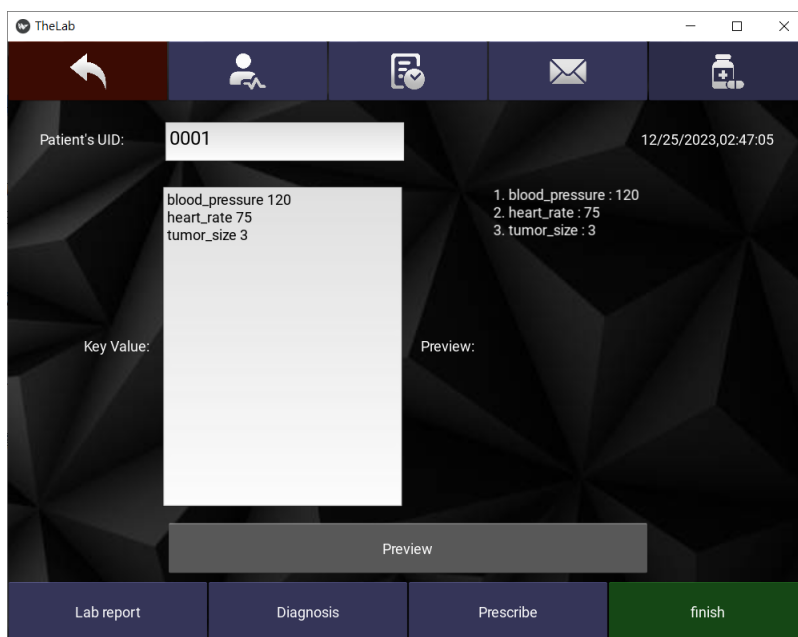 TheLab
Patient's UID:
0001
12/25/2023,02:47:05
blood_pressure 120
heart_rate 75
tumor_size 3
1. blood_pressure : 120
2. heart_rate : 75
3. tumor_size : 3
Key Value:
Preview:
Preview
Lab report
Diagnosis
Prescribe
finish